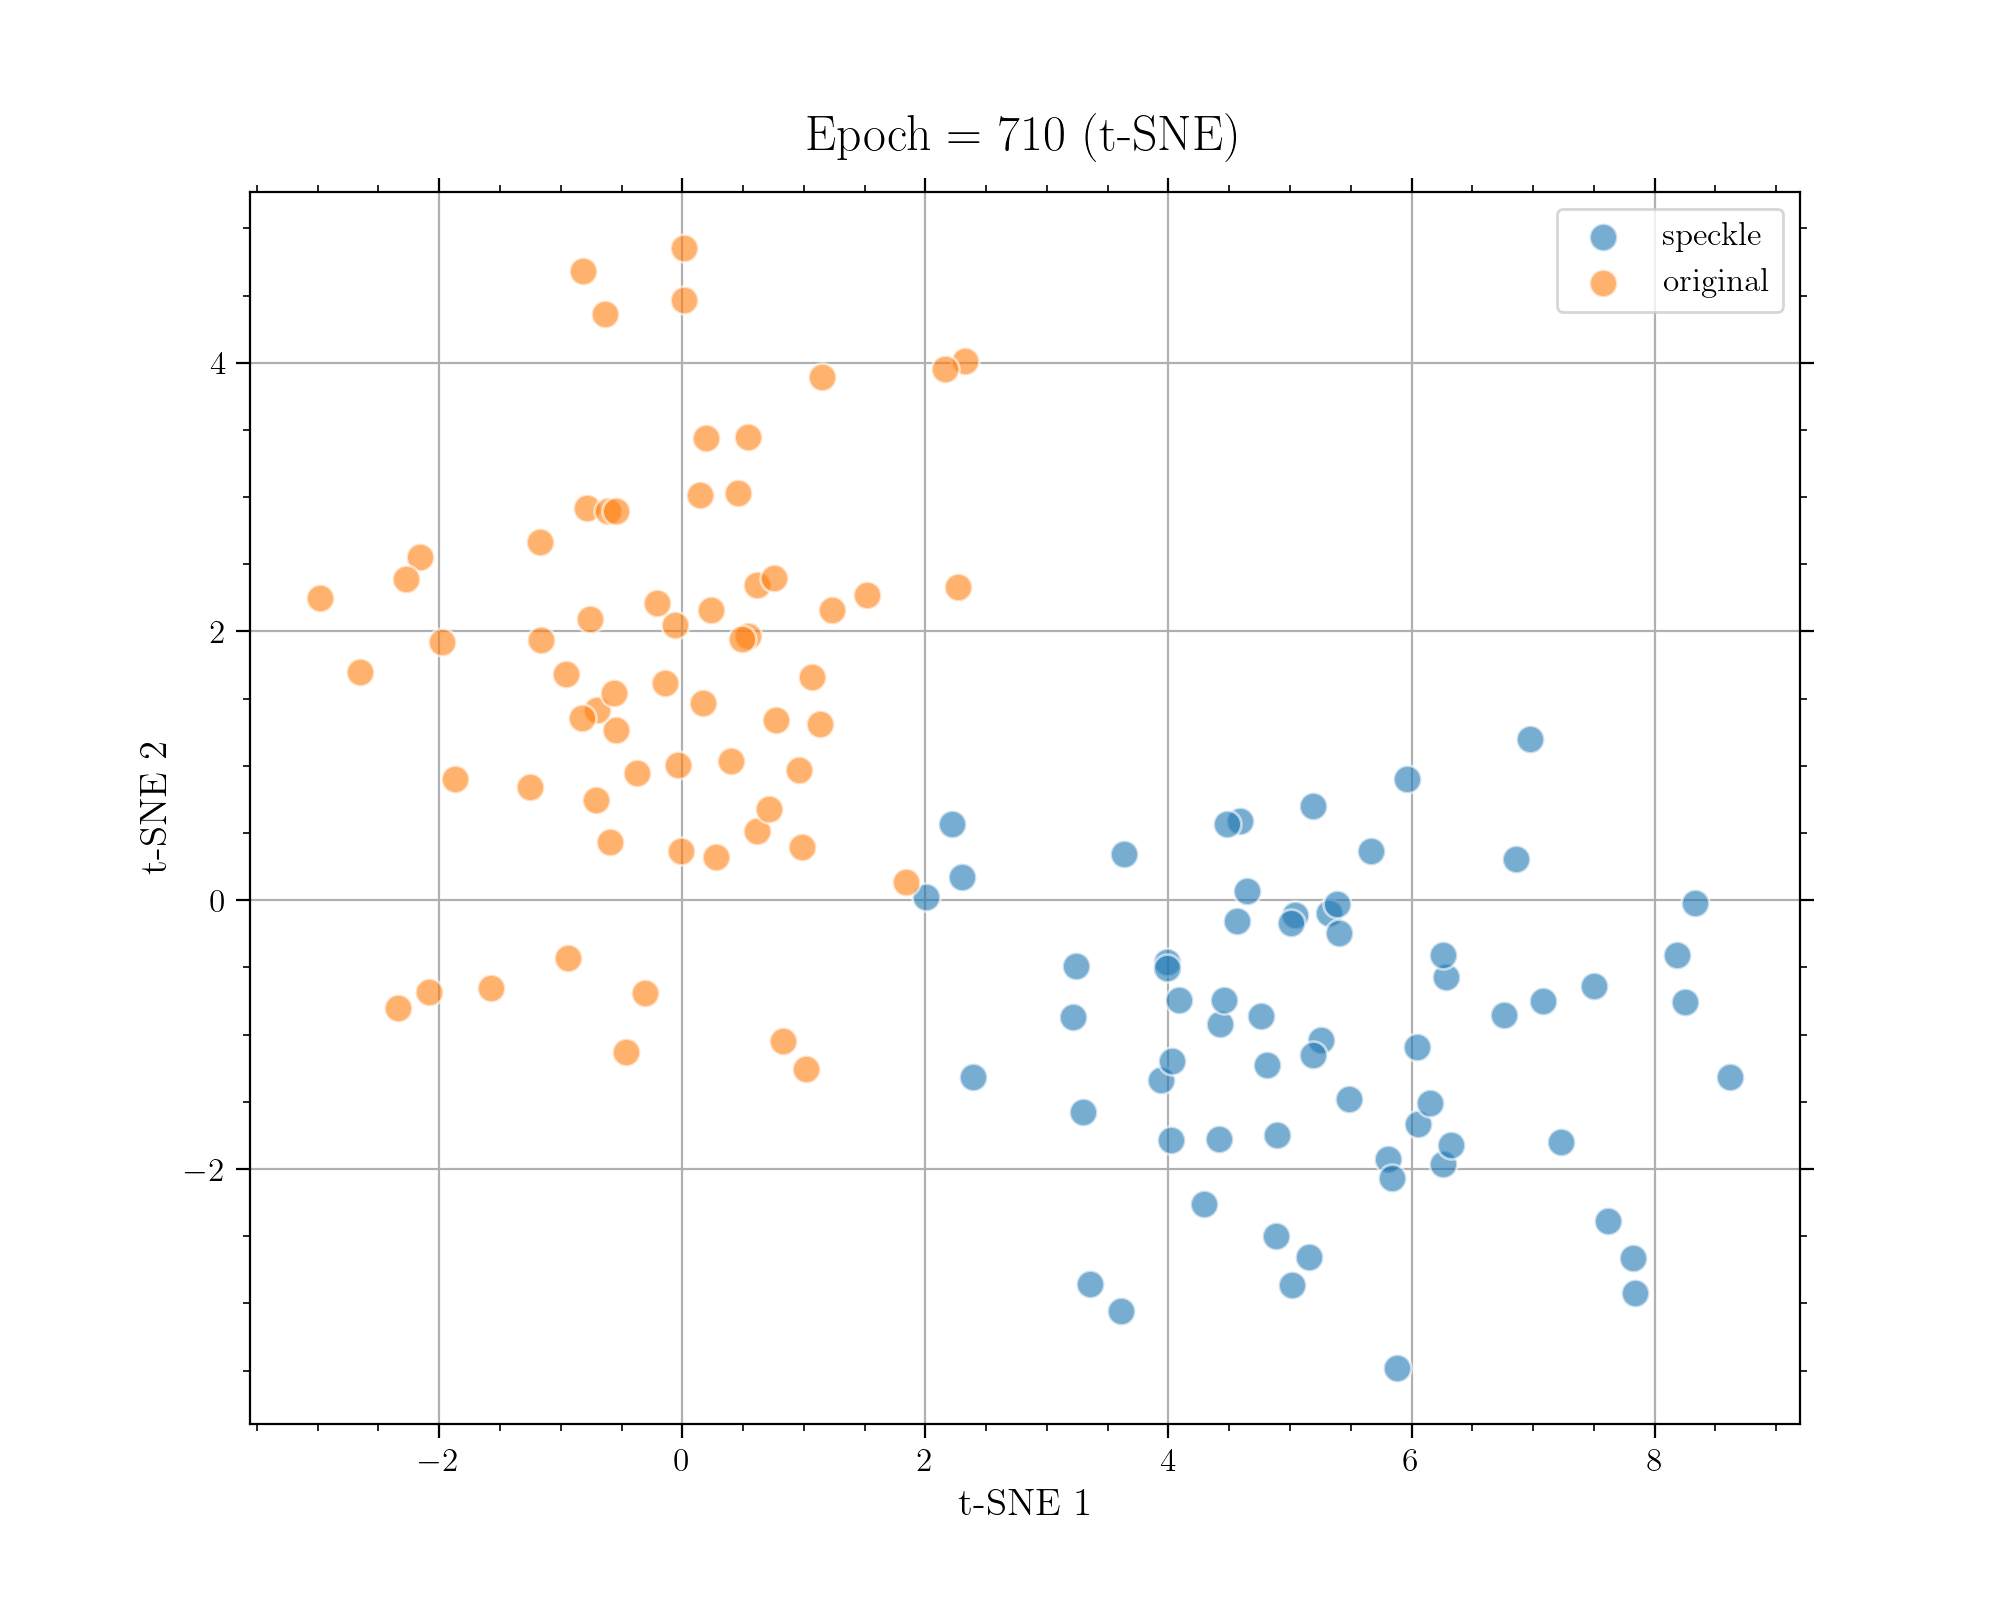 Epoch = 710 (t-SNE)
speckle
original
4
2
0
−2
t-SNE 2
−2 0 2 4 6 8
t-SNE 1